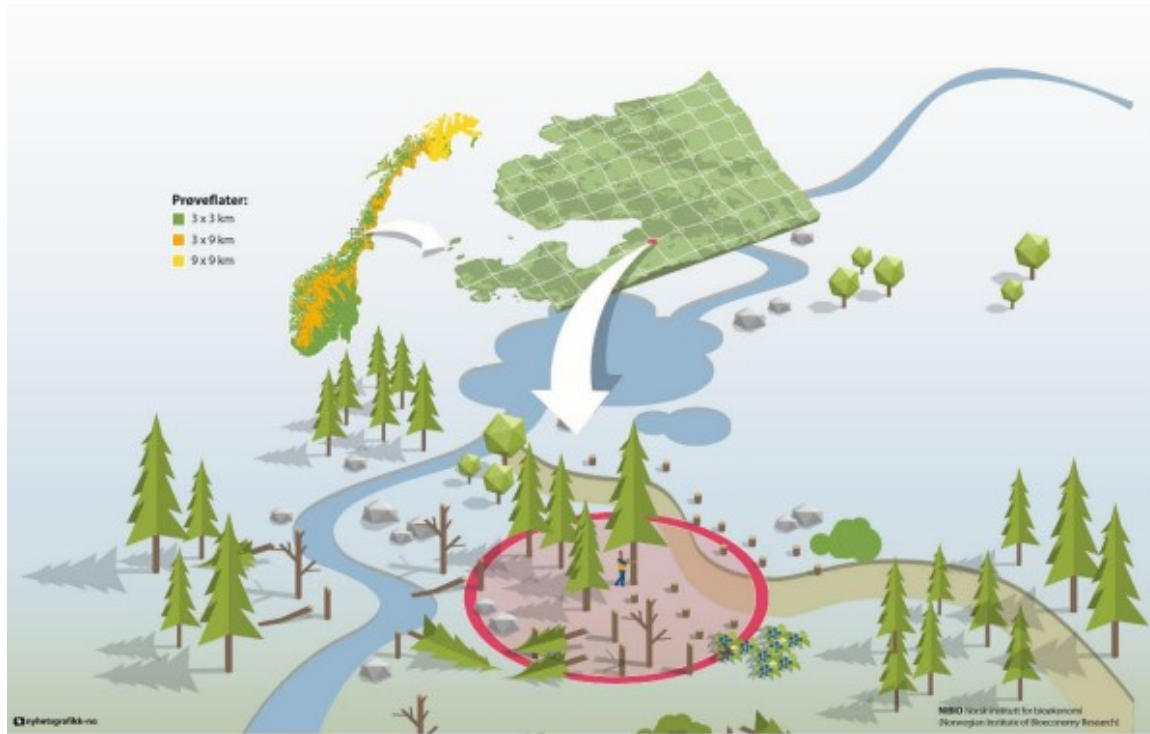 Prøveflater:
3 x 3 km
3 x 9 km
9 x 9 km
nyhetsgrafikk-no
NIBIO Norsk institutt for bioøkonomi
(Norwegian Institute of Bioeconomy Research)